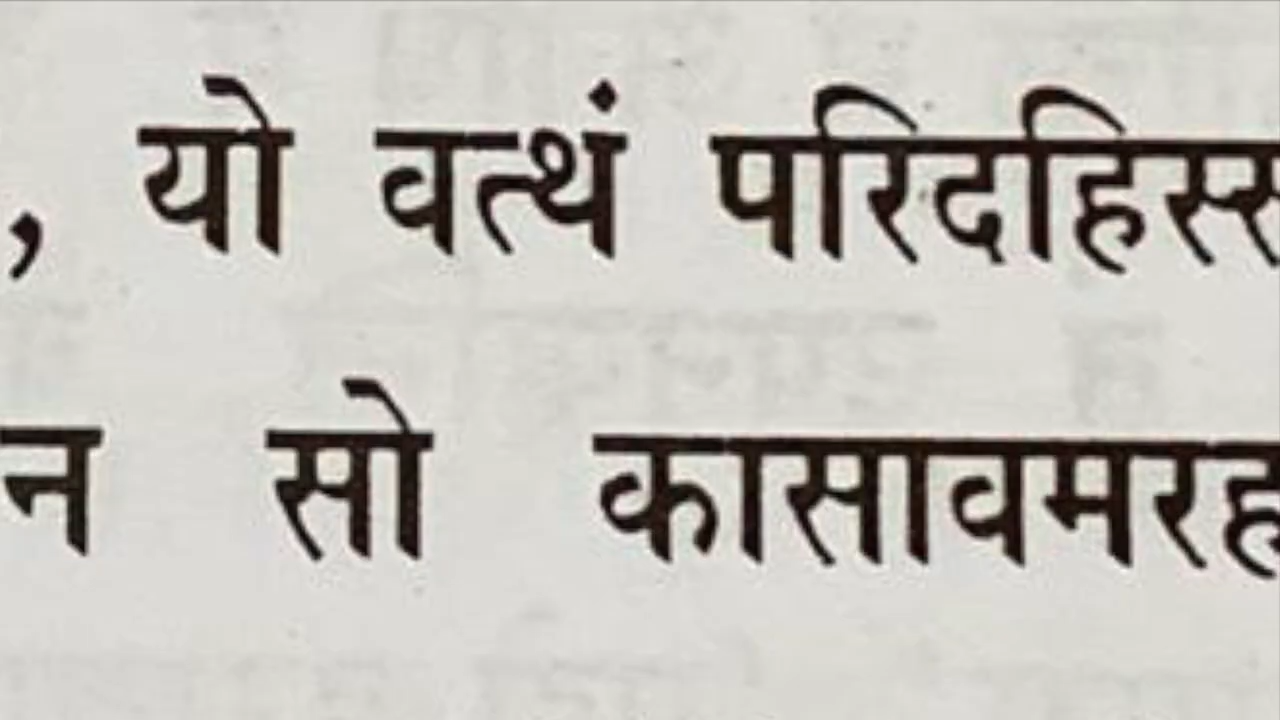 , यो वत्थं परिदहिस्स
न सो कासावमरह